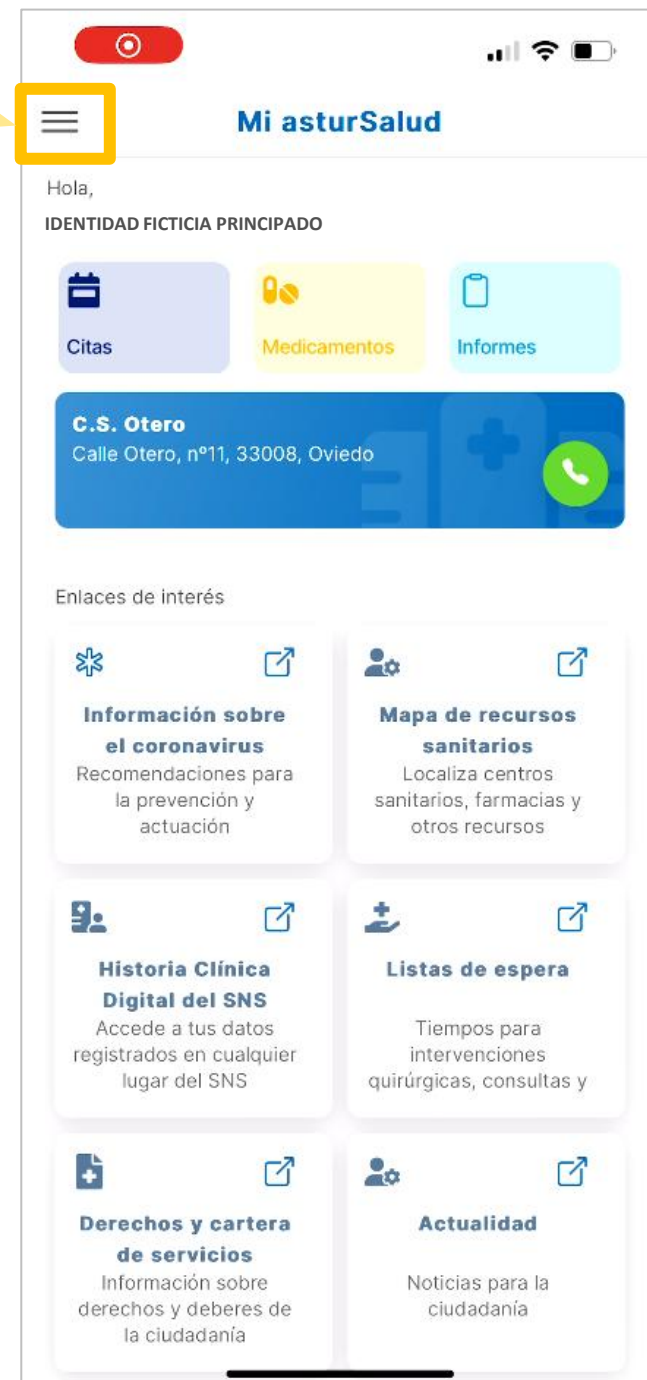 Mi asturSalud
Hola,
IDENTIDAD FICTICIA PRINCIPADO
Citas
Medicamentos
Informes
C.S. Otero
Calle Otero, nº11, 33008, Oviedo
Enlaces de interés
Información sobre
el coronavirus
Recomendaciones para
la prevención y
actuación
Mapa de recursos
sanitarios
Localiza centros
sanitarios, farmacias y
otros recursos
Historia Clínica
Digital del SNS
Accede a tus datos
registrados en cualquier
lugar del SNS
Listas de espera
Tiempos para
intervenciones
quirúrgicas, consultas y
Derechos y cartera
de servicios
Información sobre
derechos y deberes de
la ciudadanía
Actualidad
Noticias para la
ciudadanía